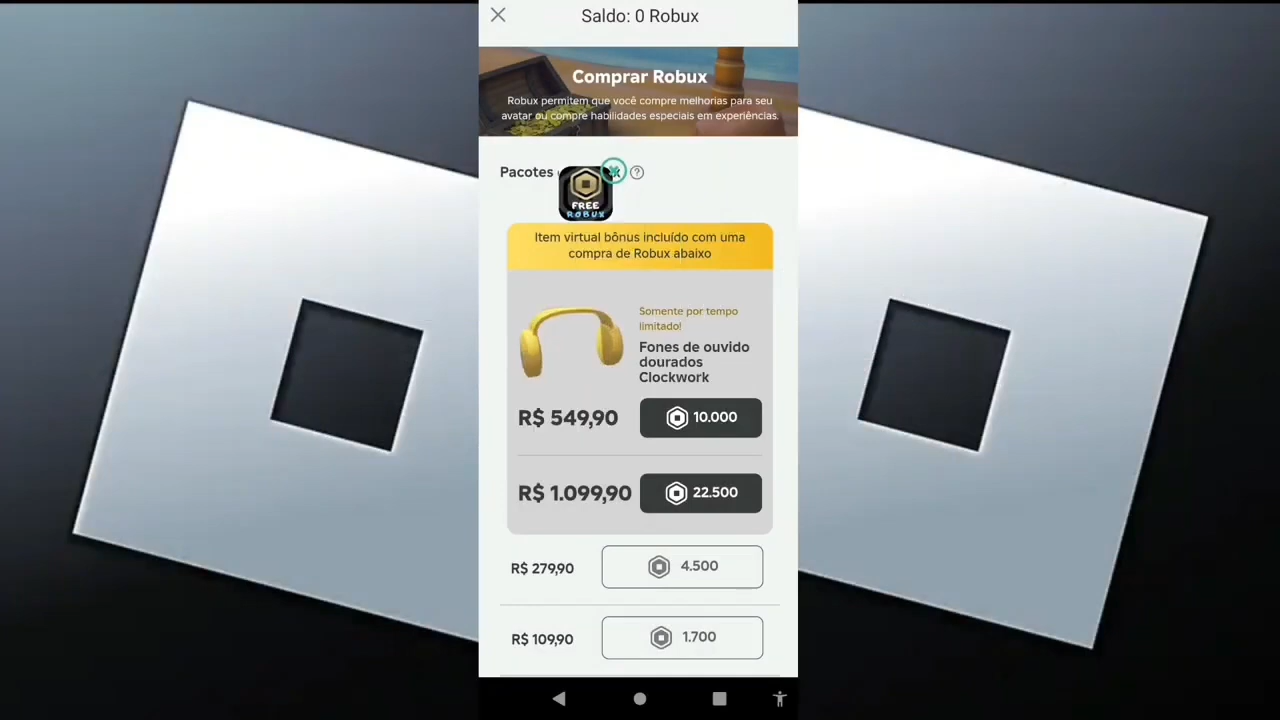 Saldo: 0 Robux
Comprar Robux
Robux permitem que você compre melhorias para seu
avatar ou compre habilidades especiais em experiências.
Pacotes
?
FREE
ROBUX
Item virtual bônus incluído com uma
compra de Robux abaixo
Somente por tempo
limitado!
Fones de ouvido
dourados
Clockwork
R$ 549,90 10.000
R$ 1.099,90 22.500
R$ 279,90 4.500
R$ 109,90 1.700